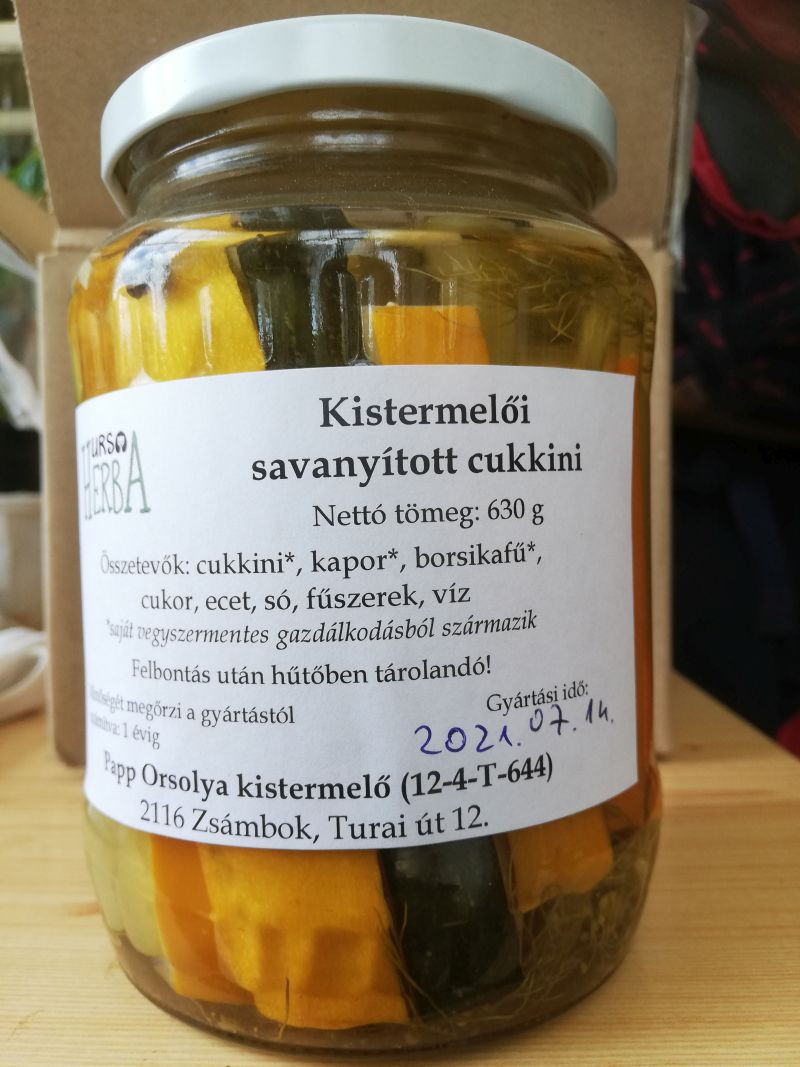 TURSO
HERBA
Kistermelői
savanyított cukkini
Nettó tömeg: 630 g
Összetevők: cukkini*, kapor*, borsikafű*,
cukor, ecet, só, fűszerek, víz
*saját vegyszermentes gazdálkodásból származik
Felbontás után hűtőben tárolandó!
Minőségét megőrzi a gyártástól
számítva: 1 évig
Gyártási idő:
2021.07.14.
Papp Orsolya kistermelő (12-4-T-644)
2116 Zsámbok, Turai út 12.